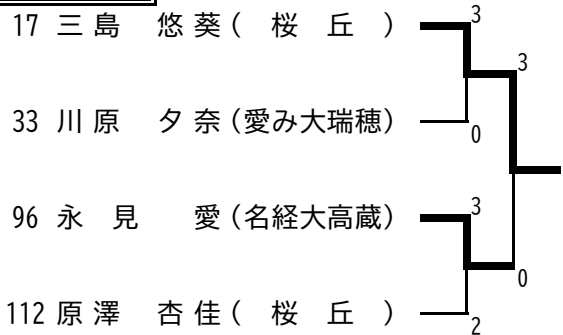 17 三島 悠葵 ( 桜 丘 ) 3
3
33 川原 夕奈 (愛み大瑞穂) 0
96 永見 愛 (名経大高蔵) 3
0
112 原澤 杏佳 ( 桜 丘 ) 2